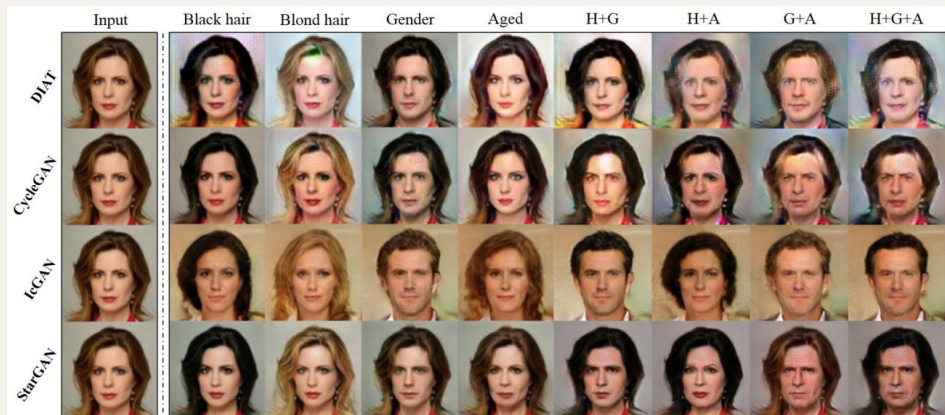 Input Black hair Blond hair Gender Aged H+G H+A G+A H+G+A
DIAT
CycleGAN
IcGAN
StarGAN